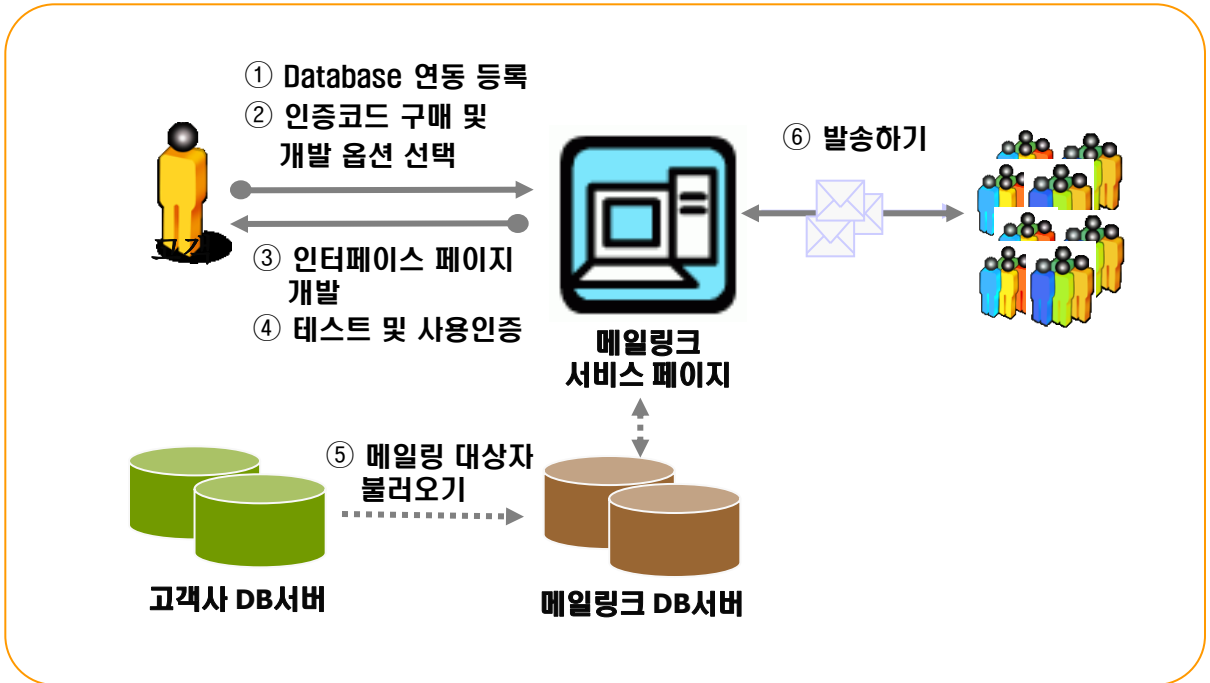 ① Database 연동 등록
② 인증코드 구매 및
개발 옵션 선택
⑥ 발송하기
③ 인터페이스 페이지
개발
④ 테스트 및 사용인증
메일링크
서비스 페이지
⑤ 메일링 대상자
불러오기
고객사 DB서버
메일링크 DB서버